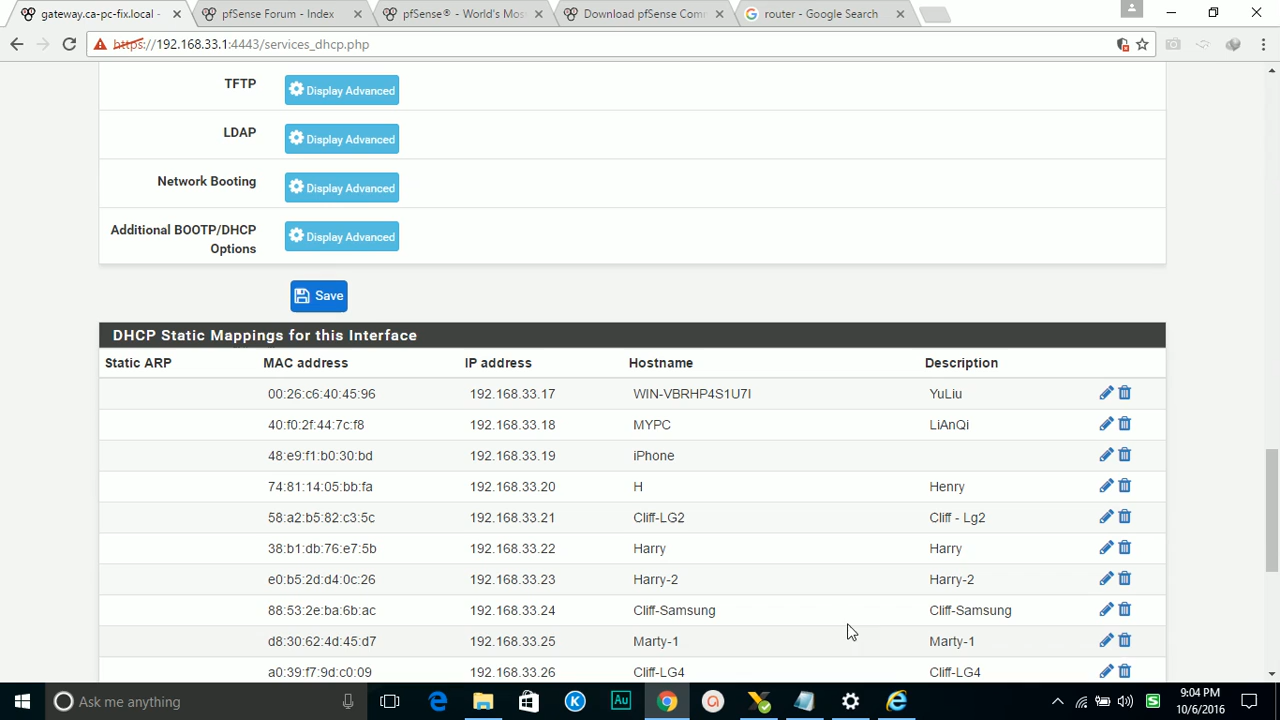 gateway.ca-pc-fix.local -
pfSense Forum - Index
pfSense® - World's Mos
Download pfSense Com
router - Google Search
https://192.168.33.1:4443/services_dhcp.php
TFTP Display Advanced
LDAP Display Advanced
Network Booting Display Advanced
Additional BOOTP/DHCP
Options Display Advanced
Save
DHCP Static Mappings for this Interface
Static ARP MAC address IP address Hostname Description
00:26:c6:40:45:96 192.168.33.17 WIN-VBRHP4S1U7I YuLiu
40:f0:2f:44:7c:f8 192.168.33.18 MYPC LiAnQi
48:e9:f1:b0:30:bd 192.168.33.19 iPhone
74:81:14:05:bb:fa 192.168.33.20 H Henry
58:a2:b5:82:c3:5c 192.168.33.21 Cliff-LG2 Cliff - Lg2
38:b1:db:76:e7:5b 192.168.33.22 Harry Harry
e0:b5:2d:d4:0c:26 192.168.33.23 Harry-2 Harry-2
88:53:2e:ba:6b:ac 192.168.33.24 Cliff-Samsung Cliff-Samsung
d8:30:62:4d:45:d7 192.168.33.25 Marty-1 Marty-1
a0:39:f7:9d:c0:09 192.168.33.26 Cliff-LG4 Cliff-LG4
Ask me anything
Au
K
S
9:04 PM
10/6/2016